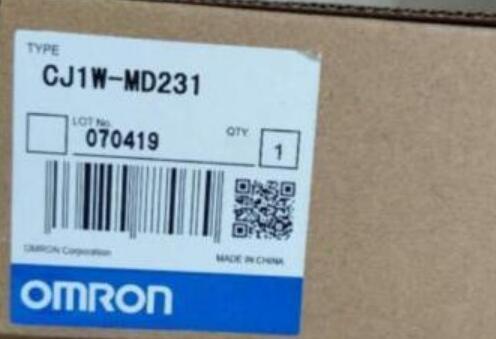 TYPE
CJ1W-MD231
LOT No.
070419
QTY.
1
OMRON Corporation
MADE IN CHINA
OMRON